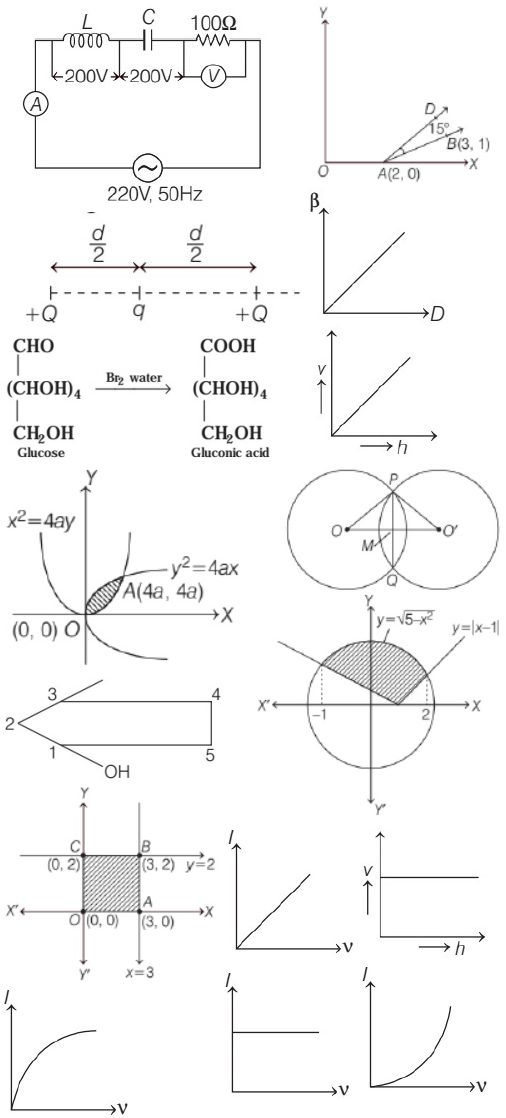 L C 100Ω
200V 200V V
A
220V, 50Hz
Y
D
15°
B(3, 1)
O A(2, 0) X
d/2 d/2
+Q q +Q
β
D
CHO COOH
(CHOH)4 Br2 water (CHOH)4
CH2OH CH2OH
Glucose Gluconic acid
v
h
Y
x²=4ay
y²=4ax
A(4a, 4a)
X
(0, 0) O
P
O M O'
Q
Y
y=√5–x²
y=|x–1|
X' –1 2 X
Y'
3 4
2
1 5
OH
Y
C B
(0, 2) (3, 2) y=2
A
X' O (0, 0) (3, 0) X
Y' x=3
I
ν
v
h
I
ν
I
ν
I
ν